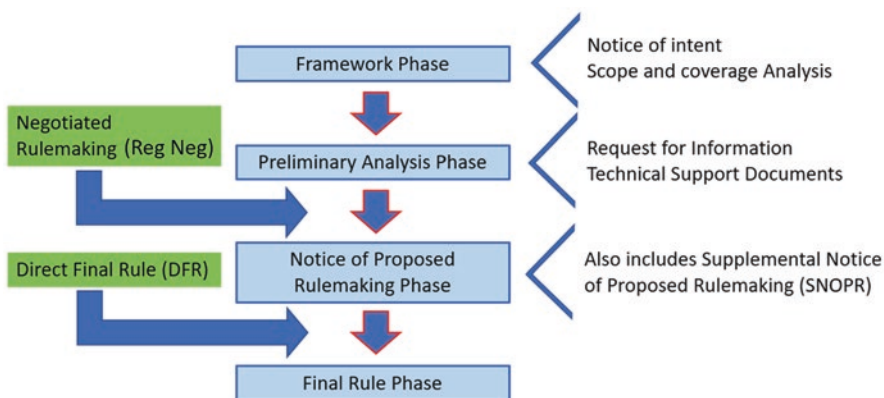 Framework Phase
Notice of intent
Scope and coverage Analysis
Negotiated
Rulemaking (Reg Neg)
Preliminary Analysis Phase
Request for Information
Technical Support Documents
Direct Final Rule (DFR)
Notice of Proposed
Rulemaking Phase
Also includes Supplemental Notice
of Proposed Rulemaking (SNOPR)
Final Rule Phase